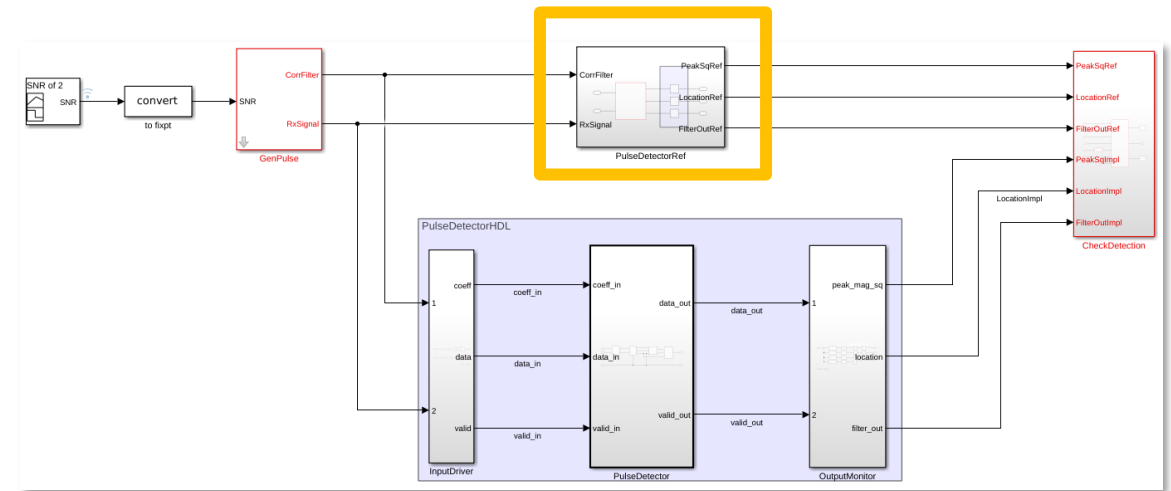 SNR of 2
SNR
convert
to fixpt
SNR
CorrFilter
RxSignal
GenPulse
CorrFilter
RxSignal
PeakSqRef
LocationRef
FilterOutRef
PulseDetectorRef
PeakSqRef
LocationRef
FilterOutRef
PeakSqImpl
LocationImpl
LocationImpl
FilterOutImpl
CheckDetection
PulseDetectorHDL
1
2
coeff
data
valid
InputDriver
coeff_in
data_in
valid_in
coeff_in
data_in
valid_in
data_out
valid_out
PulseDetector
data_out
valid_out
1
2
peak_mag_sq
location
filter_out
OutputMonitor